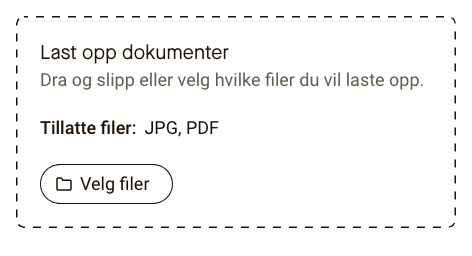 Last opp dokumenter
Dra og slipp eller velg hvilke filer du vil laste opp.
Tillatte filer: JPG, PDF
Velg filer